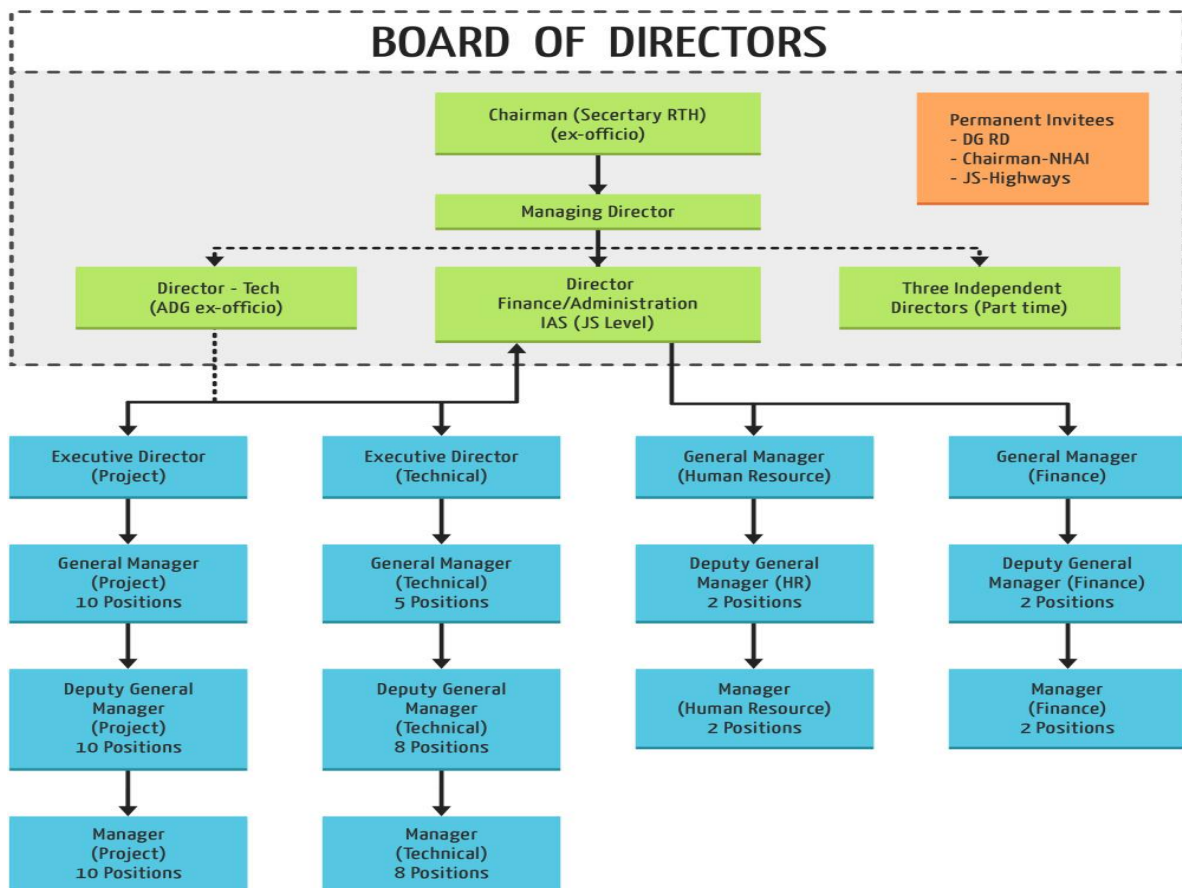 BOARD OF DIRECTORS
Chairman (Secertary RTH)
(ex-officio)
Permanent Invitees
- DG RD
- Chairman-NHAI
- JS-Highways
Managing Director
Director - Tech
(ADG ex-officio)
Director
Finance/Administration
IAS (JS Level)
Three Independent
Directors (Part time)
Executive Director
(Project)
Executive Director
(Technical)
General Manager
(Human Resource)
General Manager
(Finance)
General Manager
(Project)
10 Positions
General Manager
(Technical)
5 Positions
Deputy General
Manager (HR)
2 Positions
Deputy General
Manager (Finance)
2 Positions
Deputy General
Manager
(Project)
10 Positions
Deputy General
Manager
(Technical)
8 Positions
Manager
(Human Resource)
2 Positions
Manager
(Finance)
2 Positions
Manager
(Project)
10 Positions
Manager
(Technical)
8 Positions